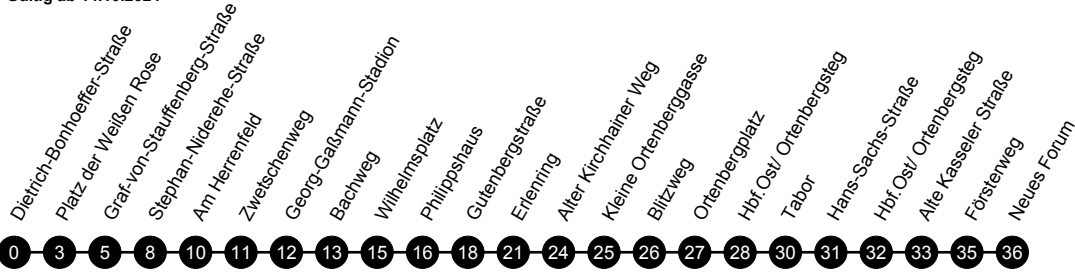 Dietrich-Bonhoeffer-Straße
Platz der Weißen Rose
Graf-von-Stauffenberg-Straße
Stephan-Niderehe-Straße
Am Herrenfeld
Zwetschenweg
Georg-Gaßmann-Stadion
Bachweg
Wilhelmsplatz
Philippshaus
Gutenbergstraße
Erlenring
Alter Kirchhainer Weg
Kleine Ortenberggasse
Blitzweg
Ortenbergplatz
Hbf.Ost/ Ortenbergsteg
Tabor
Hans-Sachs-Straße
Hbf.Ost/ Ortenbergsteg
Alte Kasseler Straße
Försterweg
Neues Forum
0 3 5 8 10 11 12 13 15 16 18 21 24 25 26 27 28 30 31 32 33 35 36